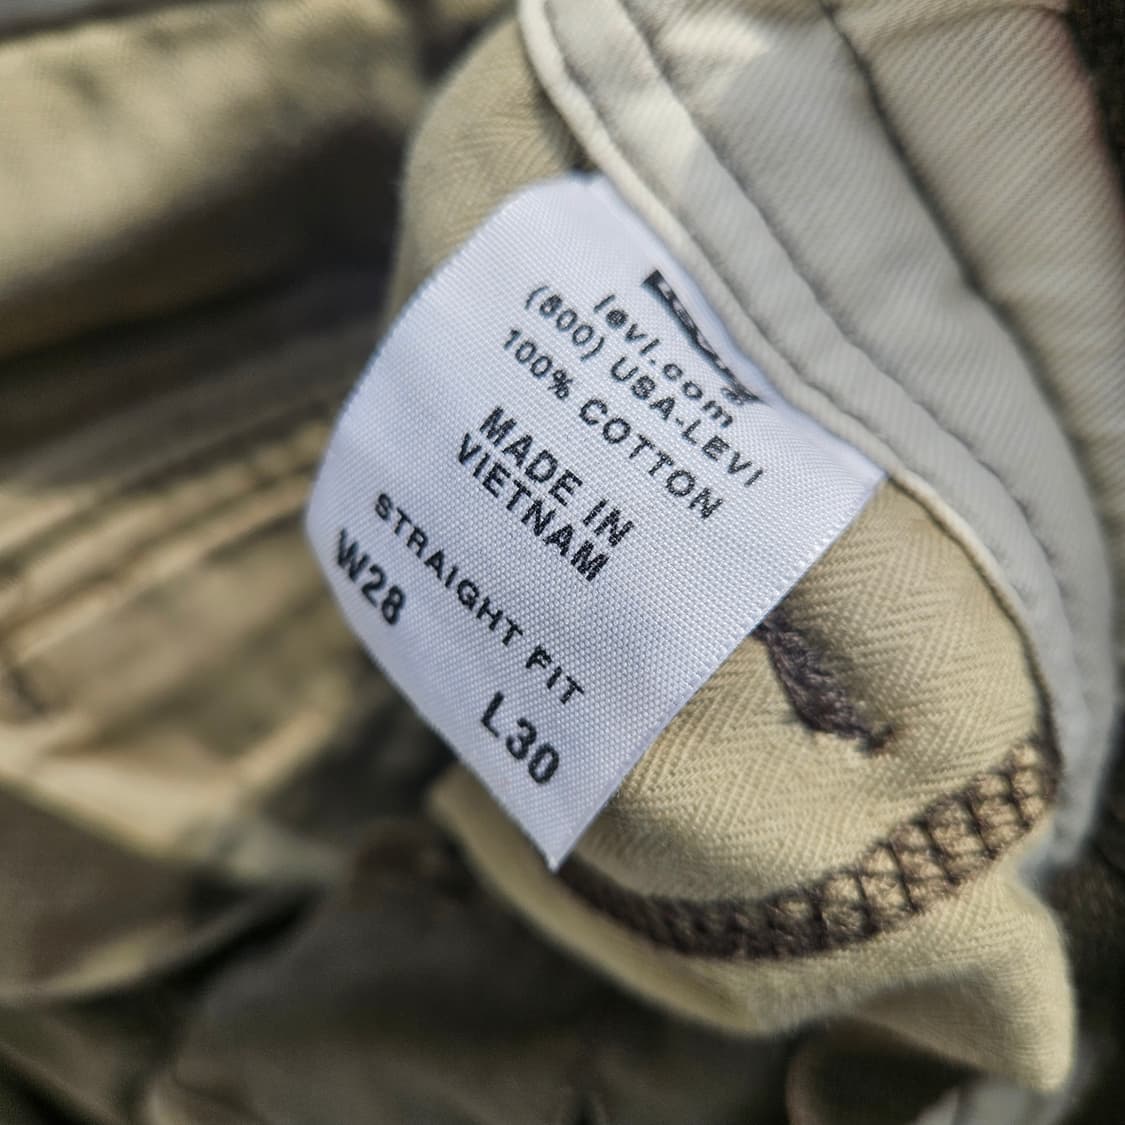 levi.com
(800) USA-LEVI
100% COTTON
MADE IN
VIETNAM
STRAIGHT FIT
W28 L30